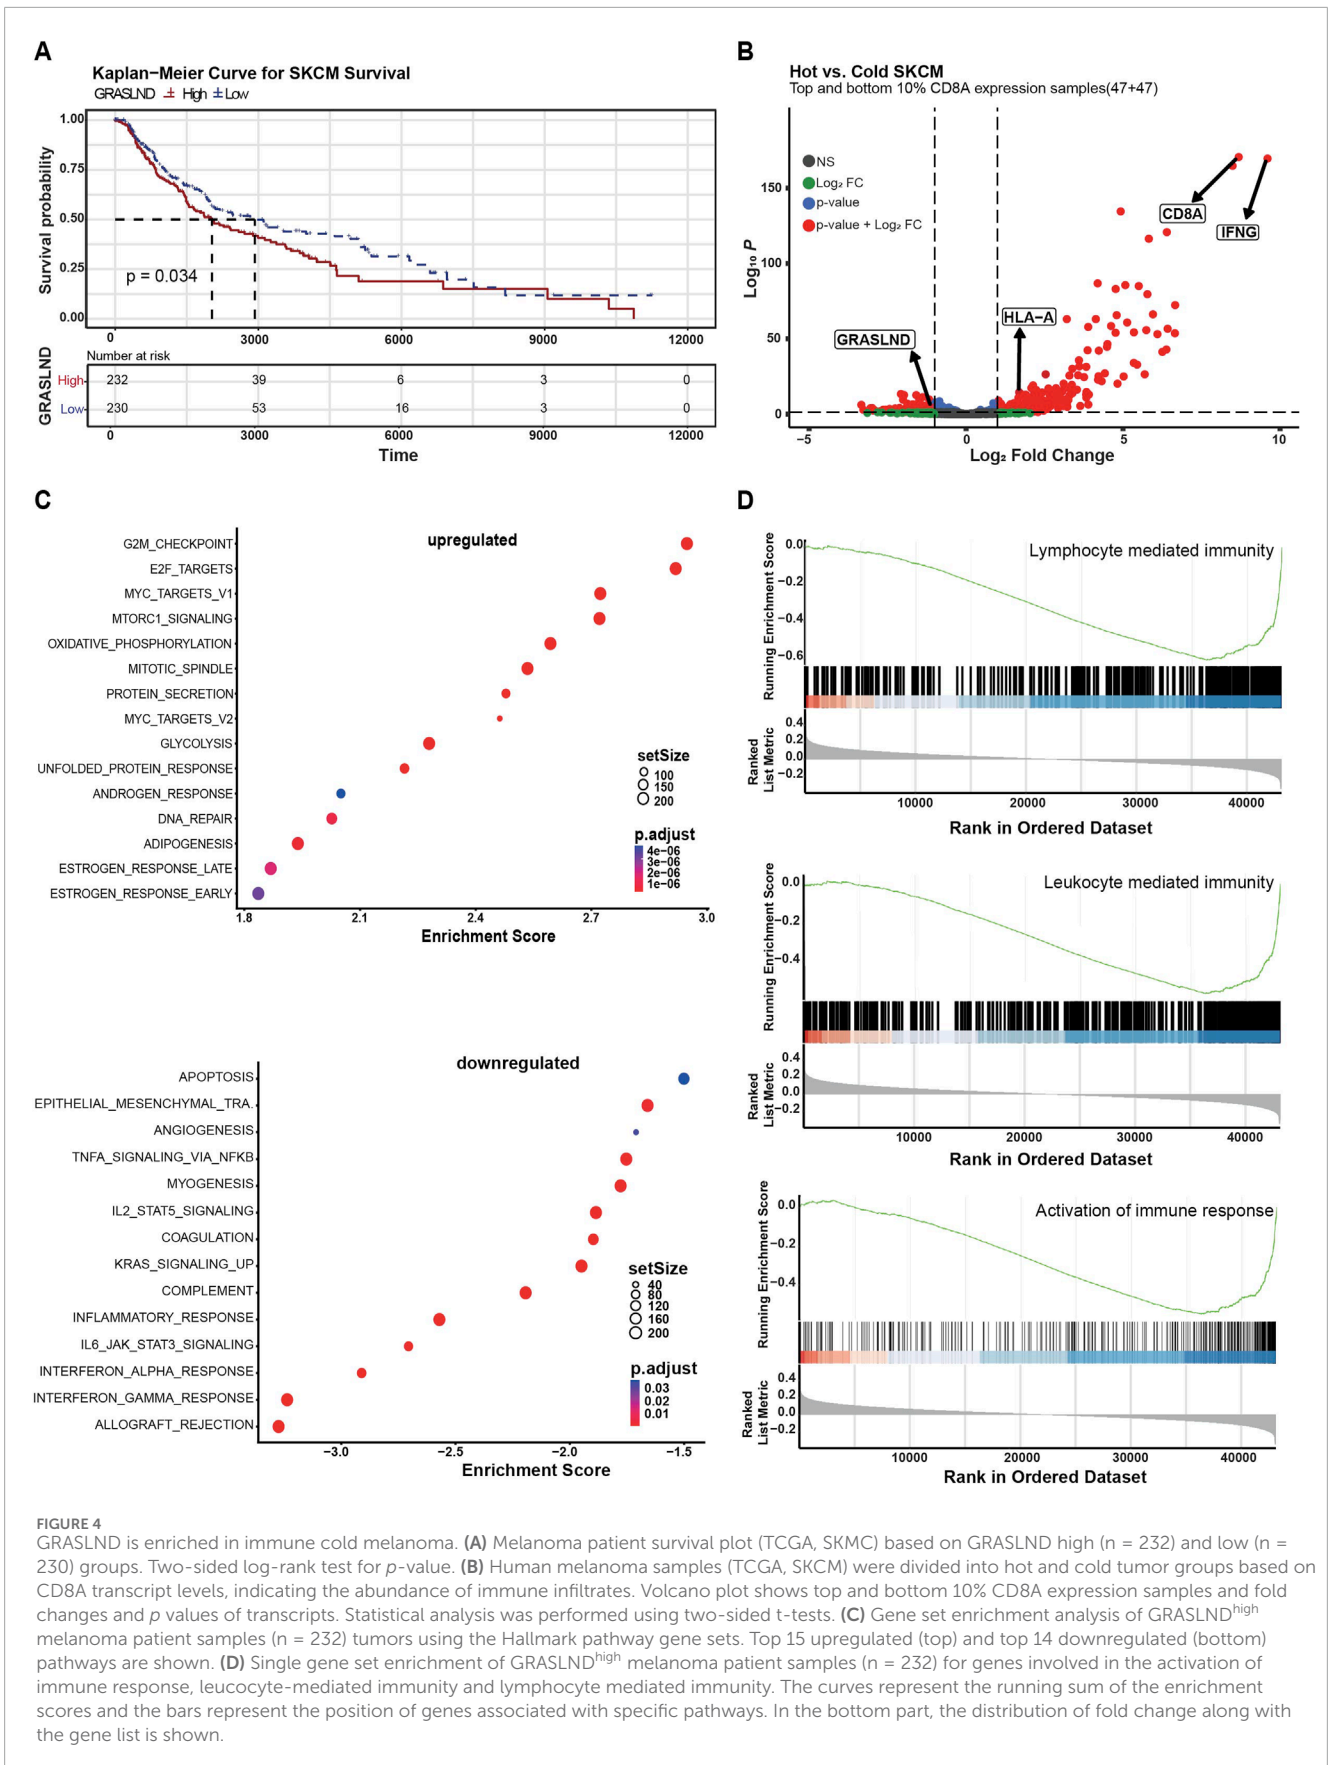 A
Kaplan−Meier Curve for SKCM Survival
GRASLND High Low
Survival probability
1.00
0.75
0.50
0.25
0.00
p = 0.034
0 3000 6000 9000 12000
Number at risk
GRASLND
High 232 39 6 3 0
Low 230 53 16 3 0
0 3000 6000 9000 12000
Time
B
Hot vs. Cold SKCM
Top and bottom 10% CD8A expression samples(47+47)
NS
Log₂ FC
p-value
p-value + Log₂ FC
Log₁₀ P
150
100
50
0
CD8A
IFNG
HLA−A
GRASLND
−5 0 5 10
Log₂ Fold Change
C
upregulated
G2M_CHECKPOINT
E2F_TARGETS
MYC_TARGETS_V1
MTORC1_SIGNALING
OXIDATIVE_PHOSPHORYLATION
MITOTIC_SPINDLE
PROTEIN_SECRETION
MYC_TARGETS_V2
GLYCOLYSIS
UNFOLDED_PROTEIN_RESPONSE
ANDROGEN_RESPONSE
DNA_REPAIR
ADIPOGENESIS
ESTROGEN_RESPONSE_LATE
ESTROGEN_RESPONSE_EARLY
setSize
100
150
200
p.adjust
4e−06
3e−06
2e−06
1e−06
1.8 2.1 2.4 2.7 3.0
Enrichment Score
downregulated
APOPTOSIS
EPITHELIAL_MESENCHYMAL_TRA.
ANGIOGENESIS
TNFA_SIGNALING_VIA_NFKB
MYOGENESIS
IL2_STAT5_SIGNALING
COAGULATION
KRAS_SIGNALING_UP
COMPLEMENT
INFLAMMATORY_RESPONSE
IL6_JAK_STAT3_SIGNALING
INTERFERON_ALPHA_RESPONSE
INTERFERON_GAMMA_RESPONSE
ALLOGRAFT_REJECTION
setSize
40
80
120
160
200
p.adjust
0.03
0.02
0.01
−3.0 −2.5 −2.0 −1.5
Enrichment Score
D
Lymphocyte mediated immunity
Running Enrichment Score
0.0
−0.2
−0.4
−0.6
Ranked
List Metric
0.4
0.2
0.0
−0.2
10000 20000 30000 40000
Rank in Ordered Dataset
Leukocyte mediated immunity
Running Enrichment Score
0.0
−0.2
−0.4
Ranked
List Metric
0.4
0.2
0.0
−0.2
10000 20000 30000 40000
Rank in Ordered Dataset
Activation of immune response
Running Enrichment Score
0.0
−0.2
−0.4
Ranked
List Metric
0.4
0.2
0.0
−0.2
10000 20000 30000 40000
Rank in Ordered Dataset
FIGURE 4
GRASLND is enriched in immune cold melanoma. (A) Melanoma patient survival plot (TCGA, SKMC) based on GRASLND high (n = 232) and low (n =
230) groups. Two-sided log-rank test for p-value. (B) Human melanoma samples (TCGA, SKCM) were divided into hot and cold tumor groups based on
CD8A transcript levels, indicating the abundance of immune infiltrates. Volcano plot shows top and bottom 10% CD8A expression samples and fold
changes and p values of transcripts. Statistical analysis was performed using two-sided t-tests. (C) Gene set enrichment analysis of GRASLNDhigh
melanoma patient samples (n = 232) tumors using the Hallmark pathway gene sets. Top 15 upregulated (top) and top 14 downregulated (bottom)
pathways are shown. (D) Single gene set enrichment of GRASLNDhigh melanoma patient samples (n = 232) for genes involved in the activation of
immune response, leucocyte-mediated immunity and lymphocyte mediated immunity. The curves represent the running sum of the enrichment
scores and the bars represent the position of genes associated with specific pathways. In the bottom part, the distribution of fold change along with
the gene list is shown.